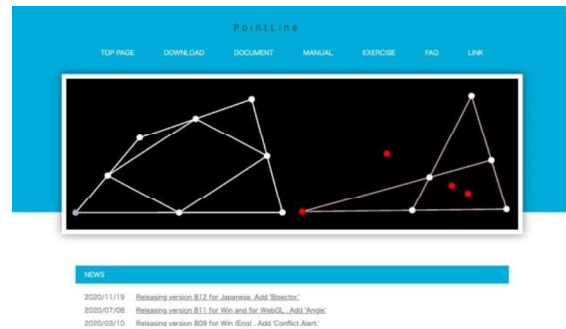 PointLine
TOP PAGE DOWNLOAD DOCUMENT MANUAL EXERCISE FAQ LINK
NEWS
2020/11/19 Releasing version 812 for Japanese. Add 'Bisector.'
2020/07/08 Releasing version 811 for Win and for WebGL . Add 'Angle'
2020/03/10 Releasing version 809 for Win (Eng) . Add 'Conflict Alert.'